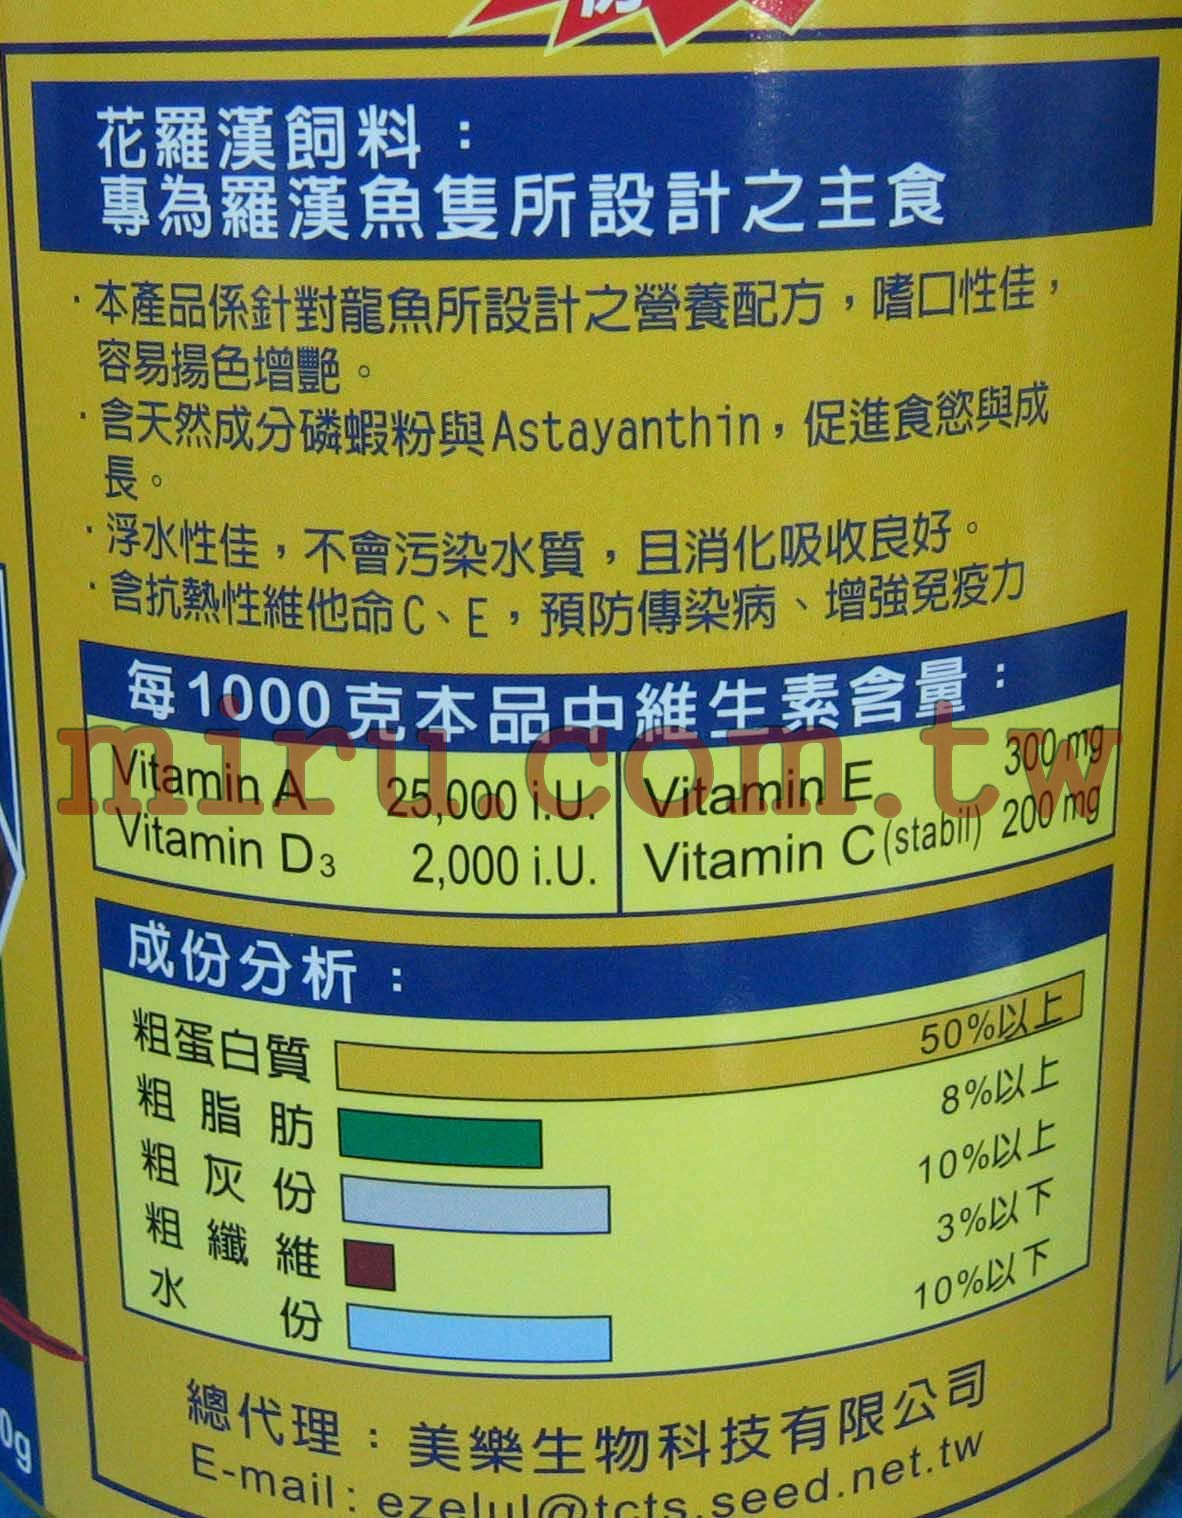 花羅漢飼料：
專為羅漢魚隻所設計之主食
·本產品係針對龍魚所設計之營養配方，嗜口性佳，
容易揚色增艷。
·含天然成分磷蝦粉與Astayanthin，促進食慾與成
長。
·浮水性佳，不會污染水質，且消化吸收良好。
·含抗熱性維他命C、E，預防傳染病、增強免疫力
每1000克本品中維生素含量：
miru.com.tw
Vitamin A 25,000 i.U. Vitamin E 300 mg
Vitamin D3 2,000 i.U. Vitamin C (stabil) 200 mg
成份分析：
粗蛋白質 50%以上
粗脂肪 8%以上
粗灰份 10%以上
粗纖維 3%以下
水份 10%以下
總代理：美樂生物科技有限公司
0g
E-mail: ezelul@tcts.seed.net.tw